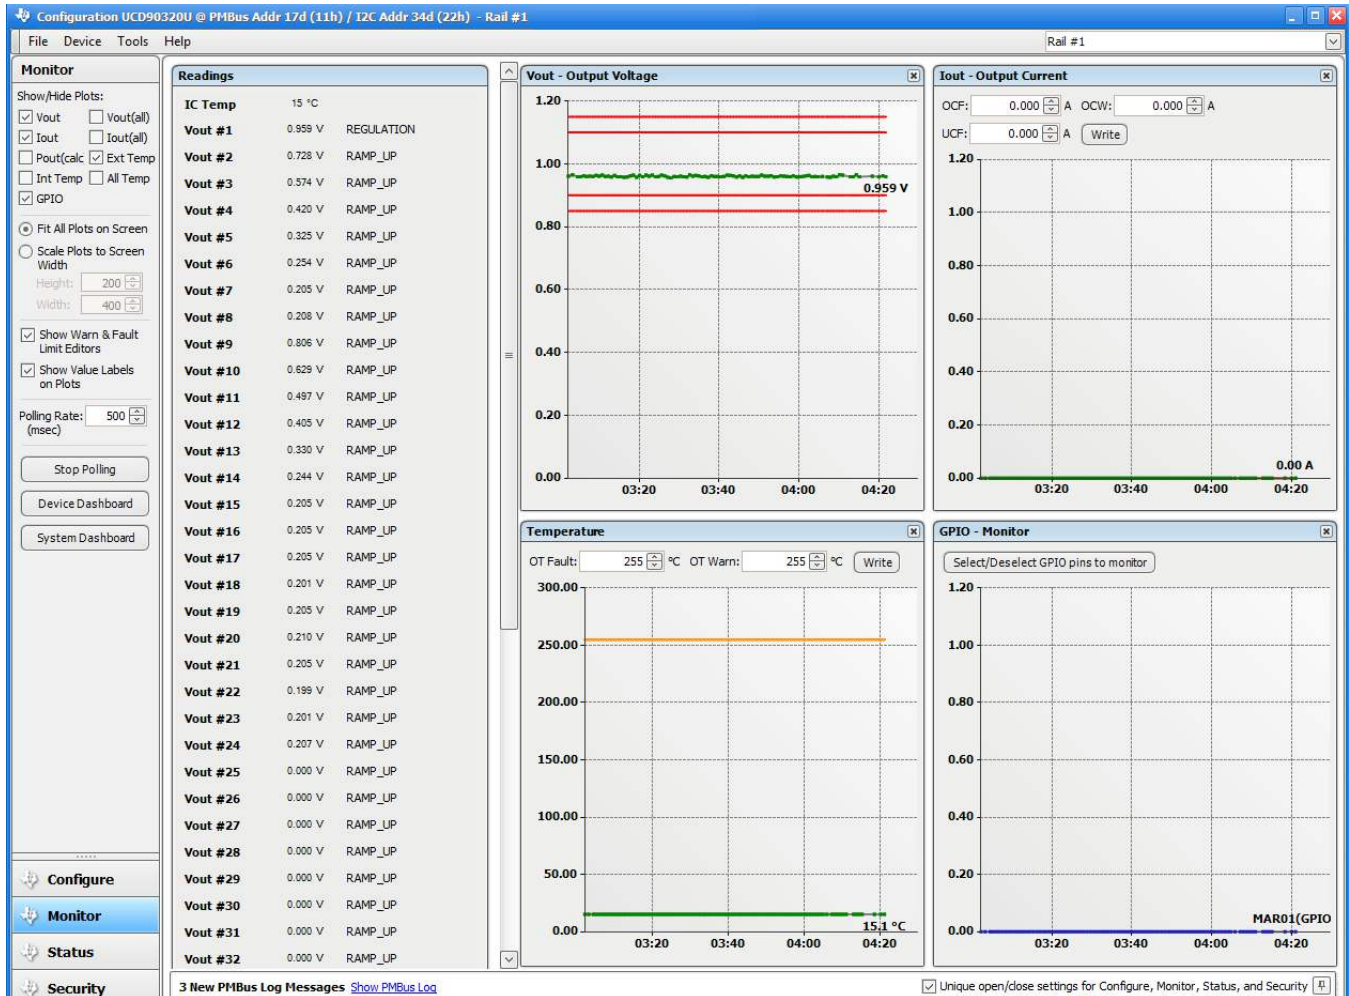 Configuration UCD90320U @ PMBus Addr 17d (11h) / I2C Addr 34d (22h) - Rail #1
File Device Tools Help
Rail #1
Monitor
Show/Hide Plots:
Vout Vout(all)
Iout Iout(all)
Pout(calc Ext Temp
Int Temp All Temp
GPIO
Fit All Plots on Screen
Scale Plots to Screen
Width
Height: 200
Width: 400
Show Warn & Fault
Limit Editors
Show Value Labels
on Plots
Polling Rate: 500
(msec)
Stop Polling
Device Dashboard
System Dashboard
Configure
Monitor
Status
Security
Readings
IC Temp 15 °C
Vout #1 0.959 V REGULATION
Vout #2 0.728 V RAMP_UP
Vout #3 0.574 V RAMP_UP
Vout #4 0.420 V RAMP_UP
Vout #5 0.325 V RAMP_UP
Vout #6 0.254 V RAMP_UP
Vout #7 0.205 V RAMP_UP
Vout #8 0.208 V RAMP_UP
Vout #9 0.806 V RAMP_UP
Vout #10 0.629 V RAMP_UP
Vout #11 0.497 V RAMP_UP
Vout #12 0.405 V RAMP_UP
Vout #13 0.330 V RAMP_UP
Vout #14 0.244 V RAMP_UP
Vout #15 0.205 V RAMP_UP
Vout #16 0.205 V RAMP_UP
Vout #17 0.205 V RAMP_UP
Vout #18 0.201 V RAMP_UP
Vout #19 0.205 V RAMP_UP
Vout #20 0.210 V RAMP_UP
Vout #21 0.205 V RAMP_UP
Vout #22 0.199 V RAMP_UP
Vout #23 0.201 V RAMP_UP
Vout #24 0.207 V RAMP_UP
Vout #25 0.000 V RAMP_UP
Vout #26 0.000 V RAMP_UP
Vout #27 0.000 V RAMP_UP
Vout #28 0.000 V RAMP_UP
Vout #29 0.000 V RAMP_UP
Vout #30 0.000 V RAMP_UP
Vout #31 0.000 V RAMP_UP
Vout #32 0.000 V RAMP_UP
Vout - Output Voltage
1.20
1.00
0.959 V
0.80
0.60
0.40
0.20
0.00
03:20 03:40 04:00 04:20
Iout - Output Current
OCF: 0.000 A OCW: 0.000 A
UCF: 0.000 A Write
1.20
1.00
0.80
0.60
0.40
0.20
0.00 A
0.00
03:20 03:40 04:00 04:20
Temperature
OT Fault: 255 °C OT Warn: 255 °C Write
300.00
250.00
200.00
150.00
100.00
50.00
15.1 °C
0.00
03:20 03:40 04:00 04:20
GPIO - Monitor
Select/Deselect GPIO pins to monitor
1.20
1.00
0.80
0.60
0.40
0.20
MAR01(GPIO
0.00
03:20 03:40 04:00 04:20
3 New PMBus Log Messages Show PMBus Log
Unique open/close settings for Configure, Monitor, Status, and Security